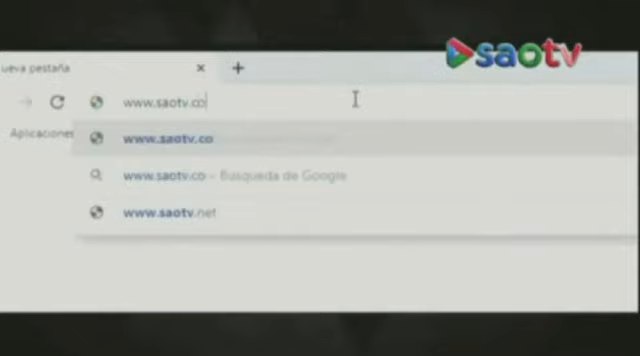 saotv
ueva pestaña
www.saotv.co
Aplicaciones
www.saotv.co
www.saotv.co - Búsqueda de Google
www.saotv.net